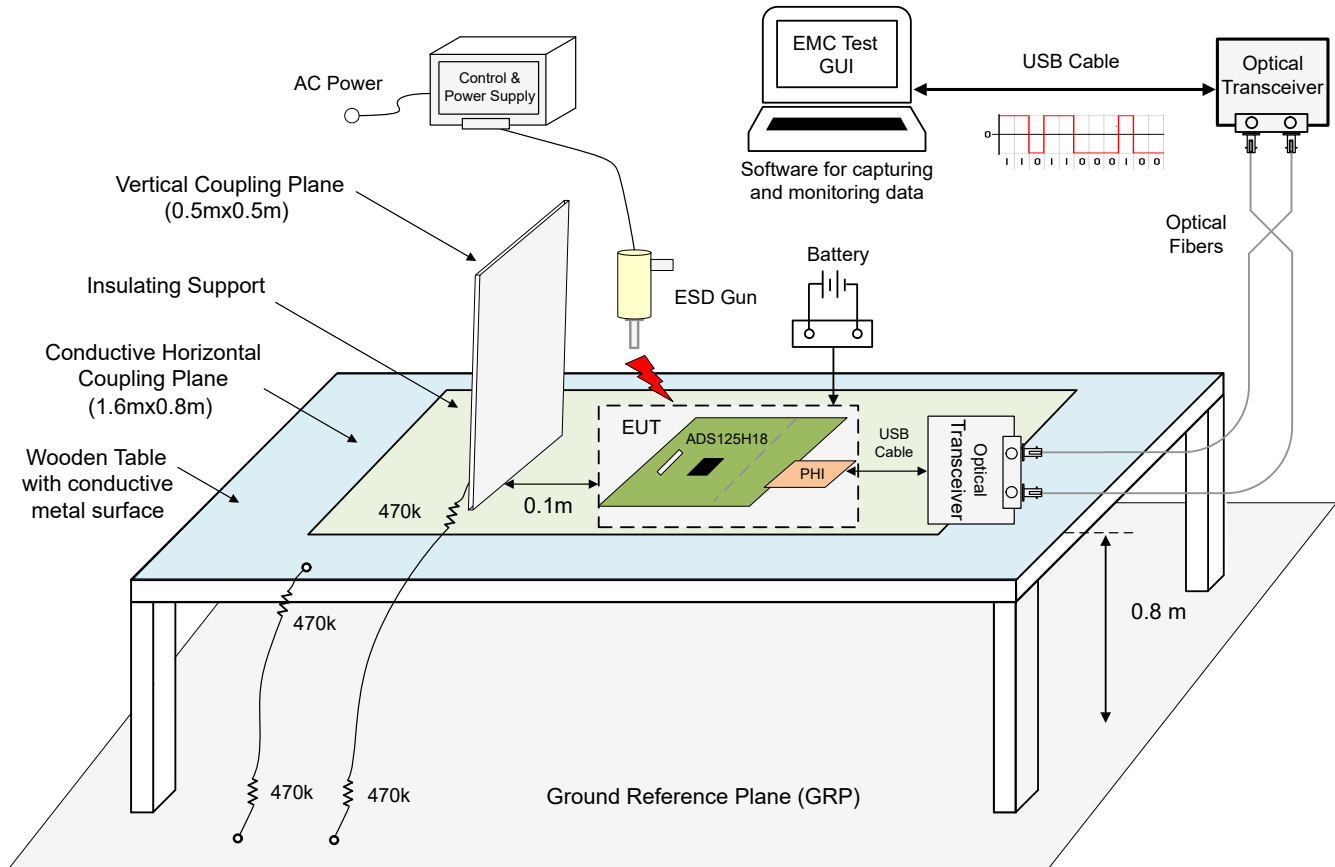 AC Power
Control &
Power Supply
EMC Test
GUI
USB Cable
Optical
Transceiver
0
1 1 0 1 1 0 0 0 1 0 0
Software for capturing
and monitoring data
Vertical Coupling Plane
(0.5mx0.5m)
Optical
Fibers
Battery
Insulating Support
ESD Gun
Conductive Horizontal
Coupling Plane
(1.6mx0.8m)
EUT
ADS125H18
USB
Cable
Optical
Transceiver
PHI
Wooden Table
with conductive
metal surface
470k
0.1m
470k
0.8 m
470k
470k
Ground Reference Plane (GRP)